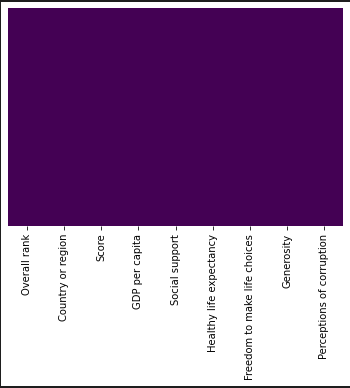 Overall rank
Country or region
Score
GDP per capita
Social support
Healthy life expectancy
Freedom to make life choices
Generosity
Perceptions of corruption